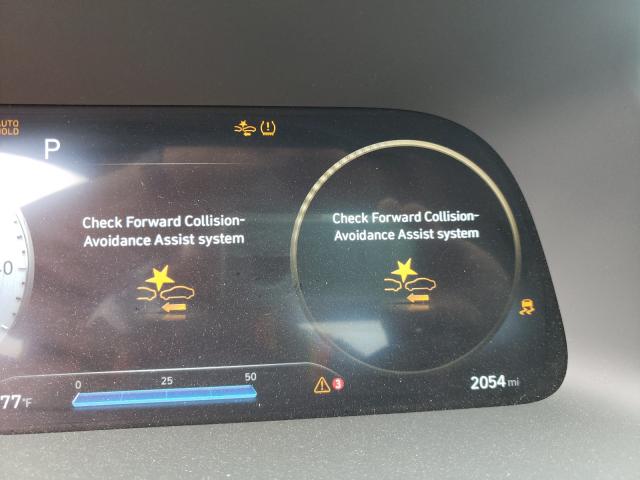 AUTO
HOLD
P
Check Forward Collision-
Avoidance Assist system
Check Forward Collision-
Avoidance Assist system
0 25 50
77°F
3
2054 mi